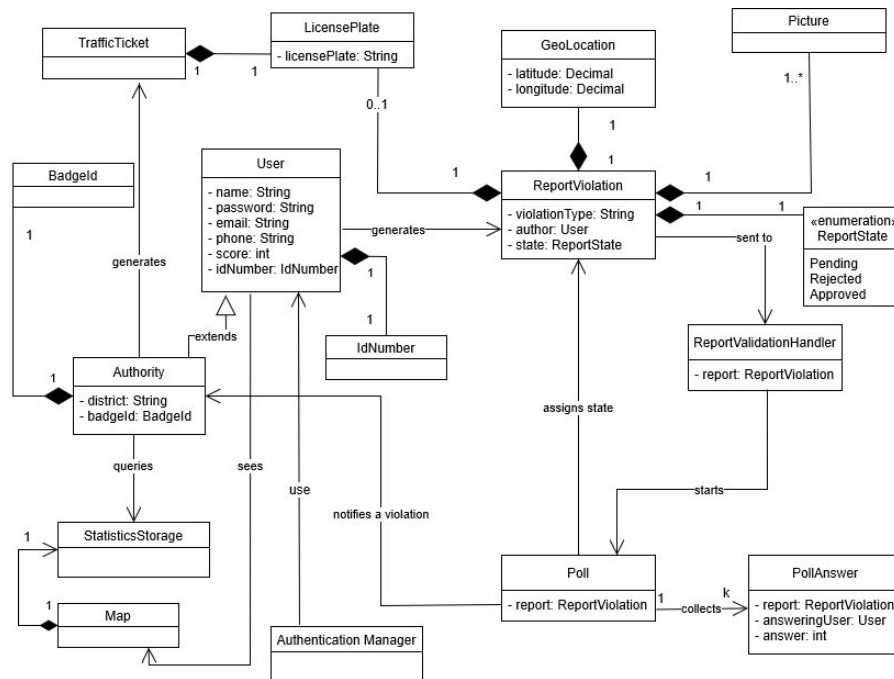 TrafficTicket
1
1
LicensePlate
- licensePlate: String
0..1
1
GeoLocation
- latitude: Decimal
- longitude: Decimal
1
1
Picture
1..*
1
BadgeId
1
generates
User
- name: String
- password: String
- email: String
- phone: String
- score: int
- idNumber: IdNumber
generates
1
1
IdNumber
ReportViolation
- violationType: String
- author: User
- state: ReportState
1
1
«enumeration»
ReportState
Pending
Rejected
Approved
sent to
ReportValidationHandler
- report: ReportViolation
extends
1
Authority
- district: String
- badgeId: BadgeId
assigns state
queries
sees
use
notifies a violation
starts
1
StatisticsStorage
1
Map
Authentication Manager
Poll
- report: ReportViolation
1
collects
k
PollAnswer
- report: ReportViolation
- answeringUser: User
- answer: int